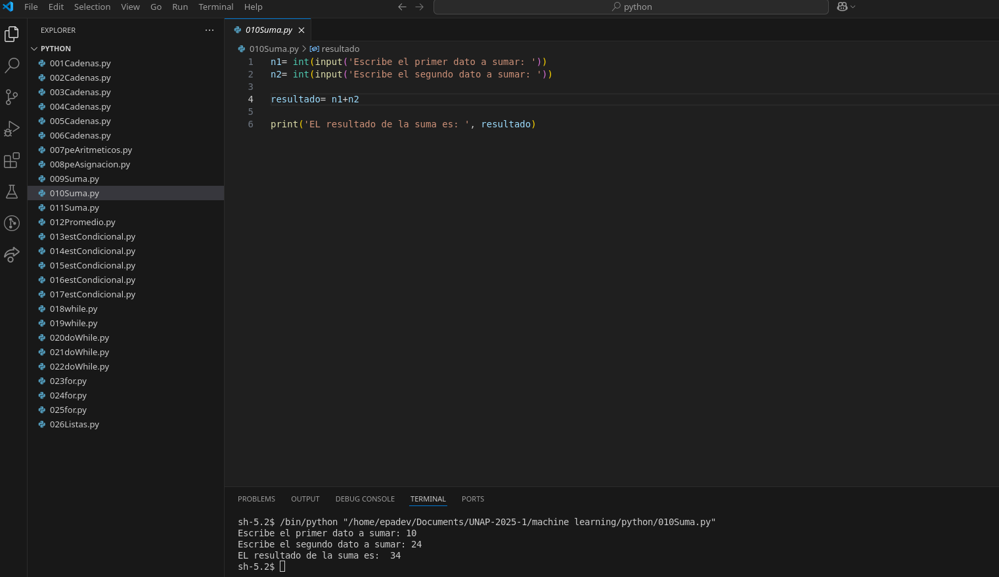 File Edit Selection View Go Run Terminal Help
python
EXPLORER
PYTHON
001Cadenas.py
002Cadenas.py
003Cadenas.py
004Cadenas.py
005Cadenas.py
006Cadenas.py
007peAritmeticos.py
008peAsignacion.py
009Suma.py
010Suma.py
011Suma.py
012Promedio.py
013estCondicional.py
014estCondicional.py
015estCondicional.py
016estCondicional.py
017estCondicional.py
018while.py
019while.py
020doWhile.py
021doWhile.py
022doWhile.py
023for.py
024for.py
025for.py
026Listas.py
010Suma.py
010Suma.py > resultado
1 n1= int(input('Escribe el primer dato a sumar: '))
2 n2= int(input('Escribe el segundo dato a sumar: '))
3
4 resultado= n1+n2
5
6 print('EL resultado de la suma es: ', resultado)
PROBLEMS OUTPUT DEBUG CONSOLE TERMINAL PORTS
sh-5.2$ /bin/python "/home/epadev/Documents/UNAP-2025-1/machine learning/python/010Suma.py"
Escribe el primer dato a sumar: 10
Escribe el segundo dato a sumar: 24
EL resultado de la suma es:  34
sh-5.2$